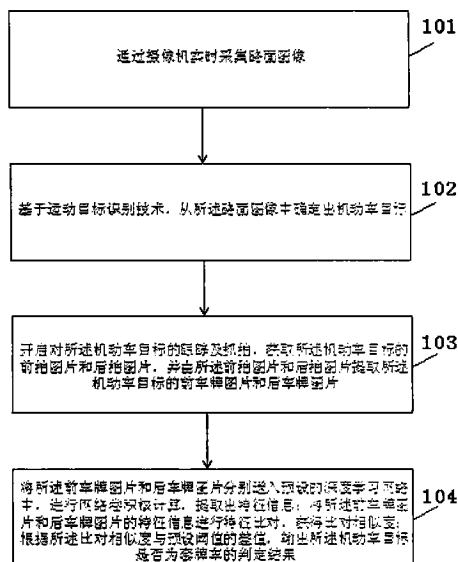 通过摄像机实时采集路面图像
101
基于运动目标识别技术，从所述路面图像中确定出机动车目标
102
开启对所述机动车目标的跟踪及抓拍，获取所述机动车目标的
前拍图片和后拍图片，并由所述前拍图片和后拍图片提取所述
机动车目标的前车牌图片和后车牌图片
103
将所述前车牌图片和后车牌图片分别送入预设的深度学习网络
中，进行网络卷积核计算，提取出特征信息；将所述前车牌图
片和后车牌图片的特征信息进行特征比对，获得比对相似度；
根据所述比对相似度与预设阈值的差值，输出所述机动车目标
是否为套牌车的判定结果
104